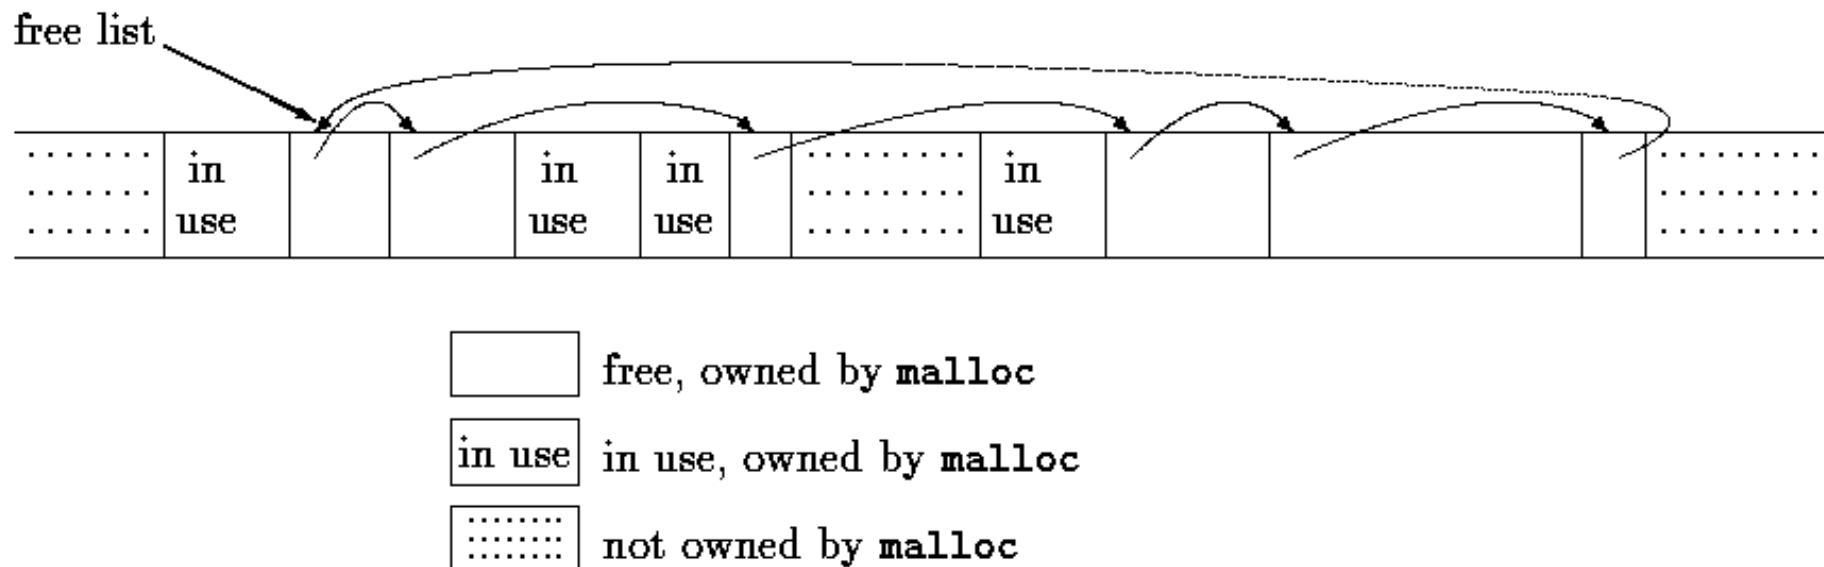 free list
in
use
in
use
in
use
in
use
free, owned by malloc
in use
in use, owned by malloc
not owned by malloc